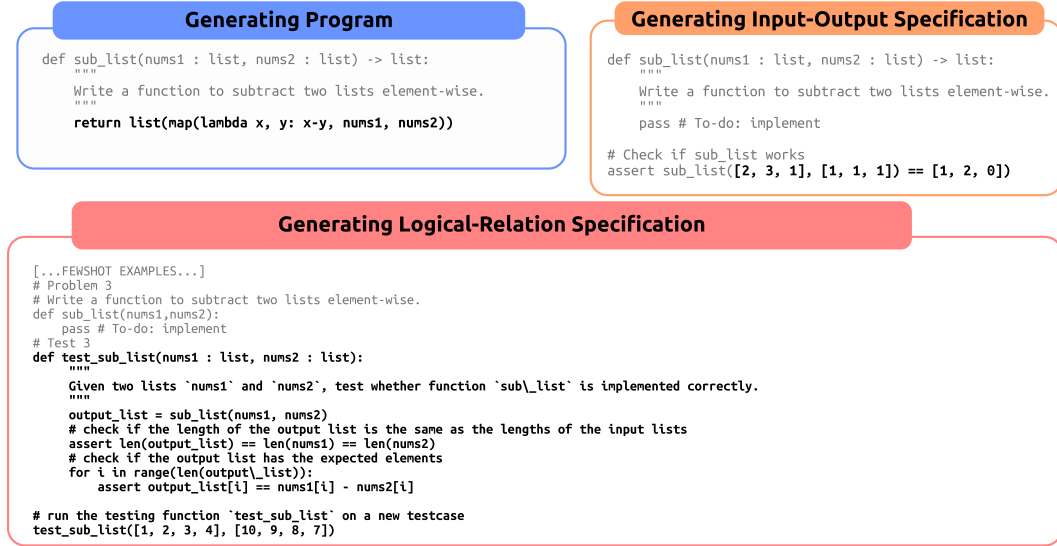 Generating Program
def sub_list(nums1 : list, nums2 : list) -> list:
    """
    Write a function to subtract two lists element-wise.
    """
    return list(map(lambda x, y: x-y, nums1, nums2))
Generating Input-Output Specification
def sub_list(nums1 : list, nums2 : list) -> list:
    """
    Write a function to subtract two lists element-wise.
    """
    pass # To-do: implement
# Check if sub_list works
assert sub_list([2, 3, 1], [1, 1, 1]) == [1, 2, 0])
Generating Logical-Relation Specification
[...FEWSHOT EXAMPLES...]
# Problem 3
# Write a function to subtract two lists element-wise.
def sub_list(nums1,nums2):
    pass # To-do: implement
# Test 3
def test_sub_list(nums1 : list, nums2 : list):
    """
    Given two lists `nums1` and `nums2`, test whether function `sub\_list` is implemented correctly.
    """
    output_list = sub_list(nums1, nums2)
    # check if the length of the output list is the same as the lengths of the input lists
    assert len(output_list) == len(nums1) == len(nums2)
    # check if the output list has the expected elements
    for i in range(len(output\_list)):
        assert output_list[i] == nums1[i] - nums2[i]
# run the testing function `test_sub_list` on a new testcase
test_sub_list([1, 2, 3, 4], [10, 9, 8, 7])